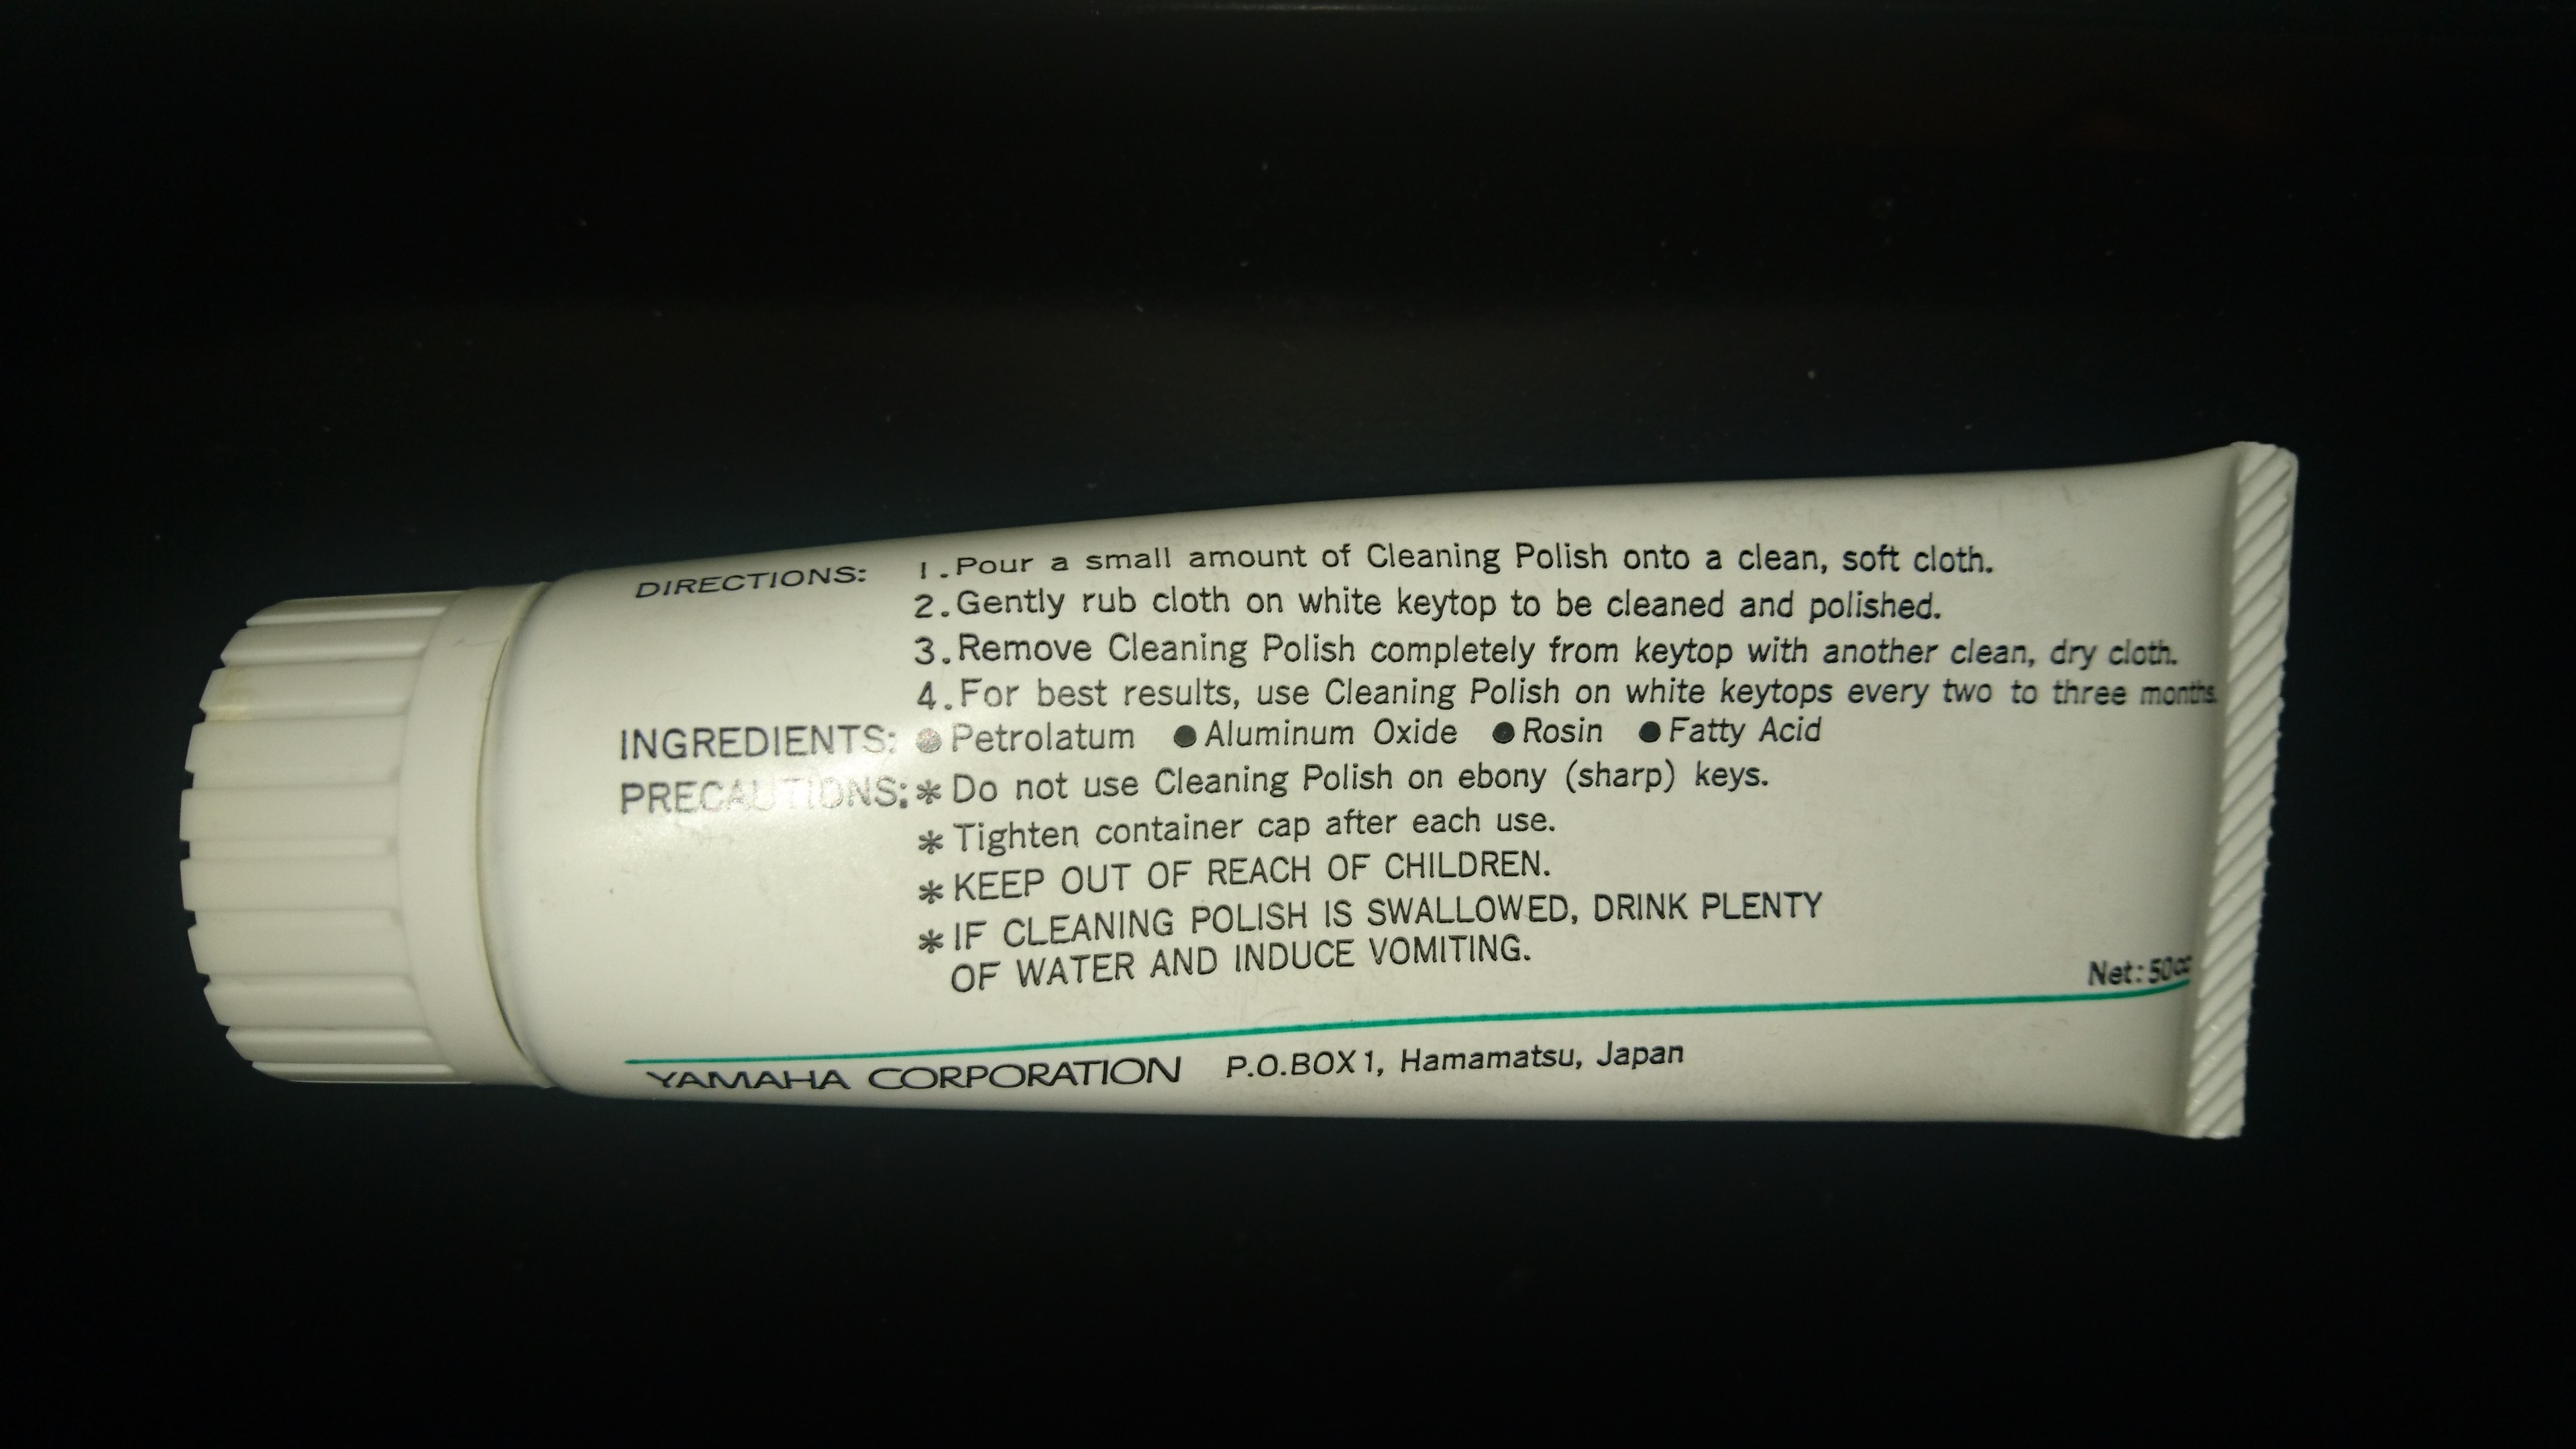 DIRECTIONS: 1. Pour a small amount of Cleaning Polish onto a clean, soft cloth.
2. Gently rub cloth on white keytop to be cleaned and polished.
3. Remove Cleaning Polish completely from keytop with another clean, dry cloth.
4. For best results, use Cleaning Polish on white keytops every two to three months.
INGREDIENTS: ● Petrolatum ● Aluminum Oxide ● Rosin ● Fatty Acid
PRECAUTIONS: * Do not use Cleaning Polish on ebony (sharp) keys.
* Tighten container cap after each use.
* KEEP OUT OF REACH OF CHILDREN.
* IF CLEANING POLISH IS SWALLOWED, DRINK PLENTY
OF WATER AND INDUCE VOMITING.
Net: 50cc
YAMAHA CORPORATION P.O.BOX 1, Hamamatsu, Japan